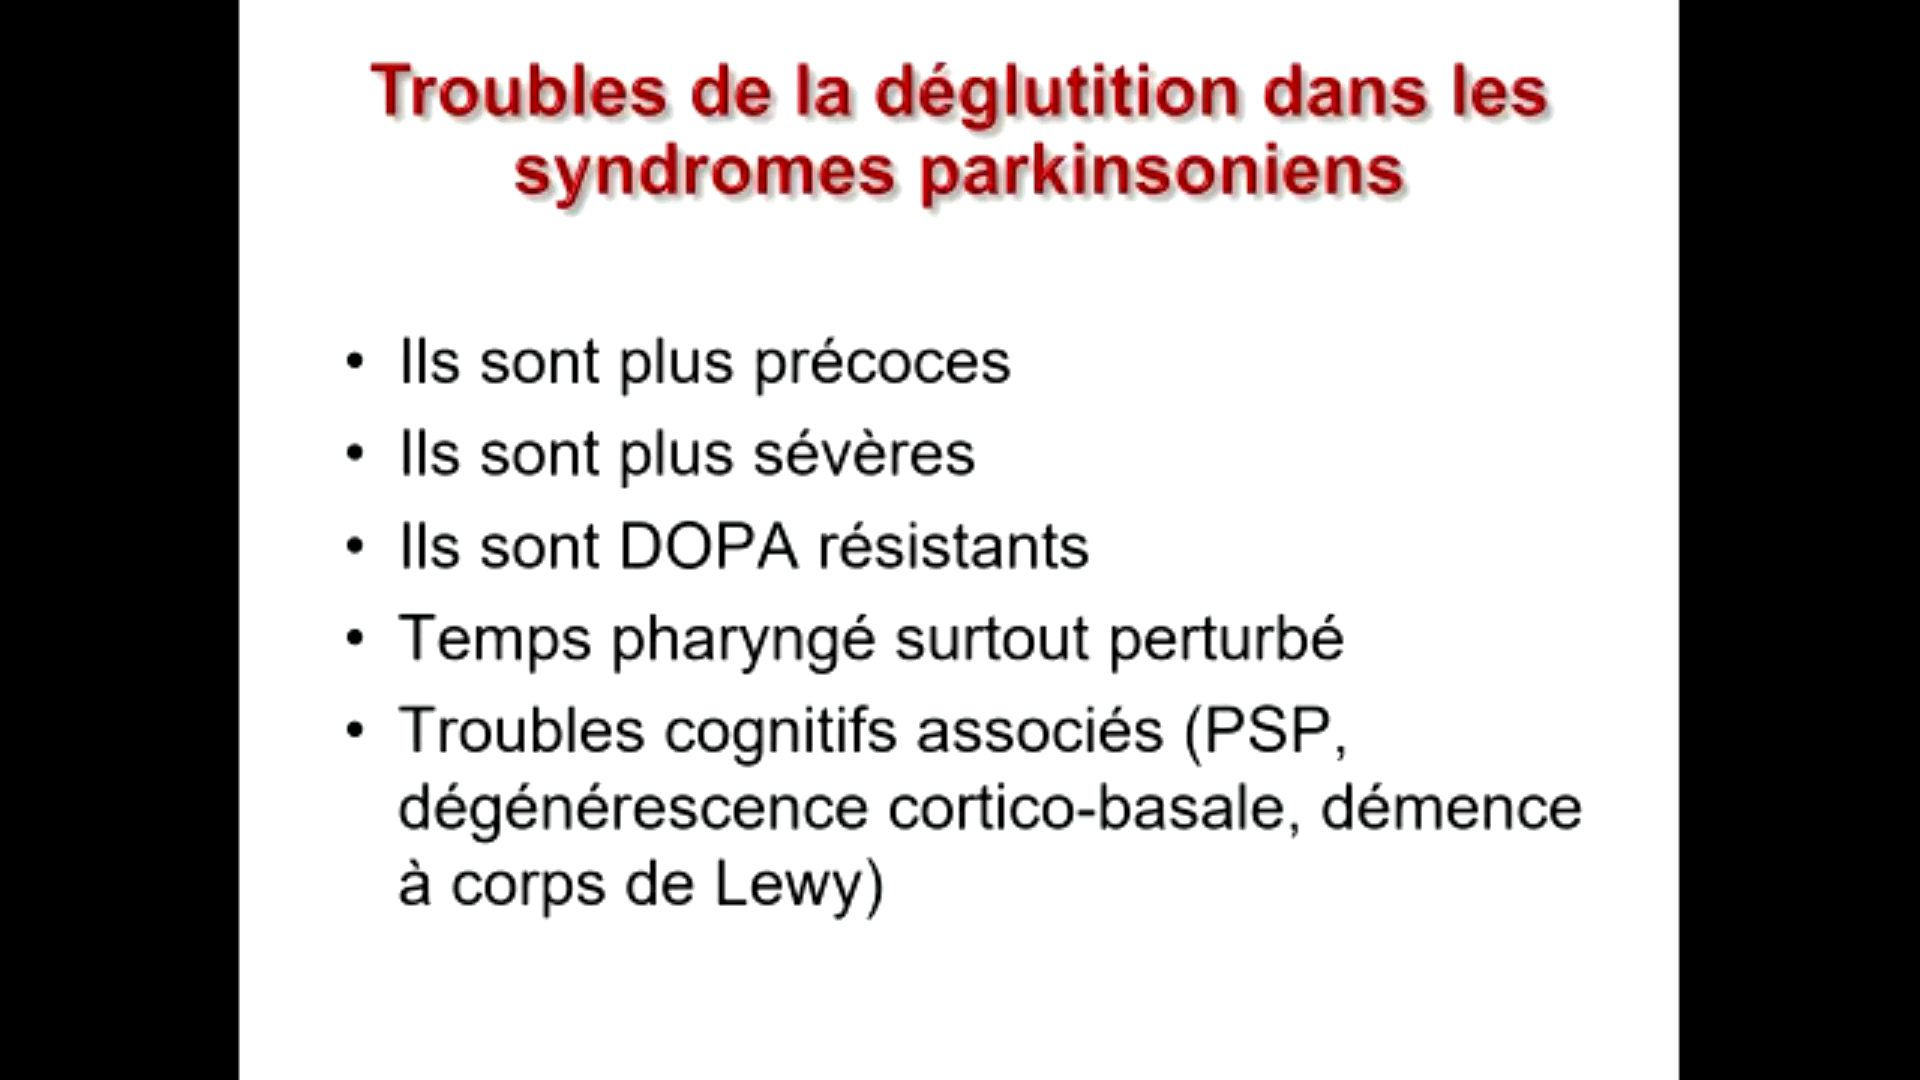 Troubles de la déglutition dans les
syndromes parkinsoniens
• Ils sont plus précoces
• Ils sont plus sévères
• Ils sont DOPA résistants
• Temps pharyngé surtout perturbé
• Troubles cognitifs associés (PSP,
dégénérescence cortico-basale, démence
à corps de Lewy)